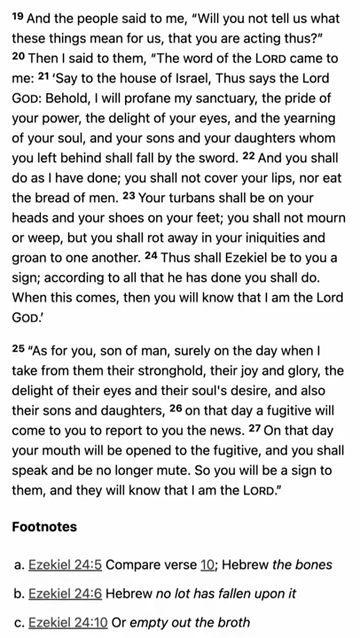 19 And the people said to me, “Will you not tell us what
these things mean for us, that you are acting thus?”
20 Then I said to them, “The word of the LORD came to
me: 21 ‘Say to the house of Israel, Thus says the Lord
GOD: Behold, I will profane my sanctuary, the pride of
your power, the delight of your eyes, and the yearning
of your soul, and your sons and your daughters whom
you left behind shall fall by the sword. 22 And you shall
do as I have done; you shall not cover your lips, nor eat
the bread of men. 23 Your turbans shall be on your
heads and your shoes on your feet; you shall not mourn
or weep, but you shall rot away in your iniquities and
groan to one another. 24 Thus shall Ezekiel be to you a
sign; according to all that he has done you shall do.
When this comes, then you will know that I am the Lord
GOD.’
25 “As for you, son of man, surely on the day when I
take from them their stronghold, their joy and glory, the
delight of their eyes and their soul's desire, and also
their sons and daughters, 26 on that day a fugitive will
come to you to report to you the news. 27 On that day
your mouth will be opened to the fugitive, and you shall
speak and be no longer mute. So you will be a sign to
them, and they will know that I am the LORD.”
Footnotes
a. Ezekiel 24:5 Compare verse 10; Hebrew the bones
b. Ezekiel 24:6 Hebrew no lot has fallen upon it
c. Ezekiel 24:10 Or empty out the broth